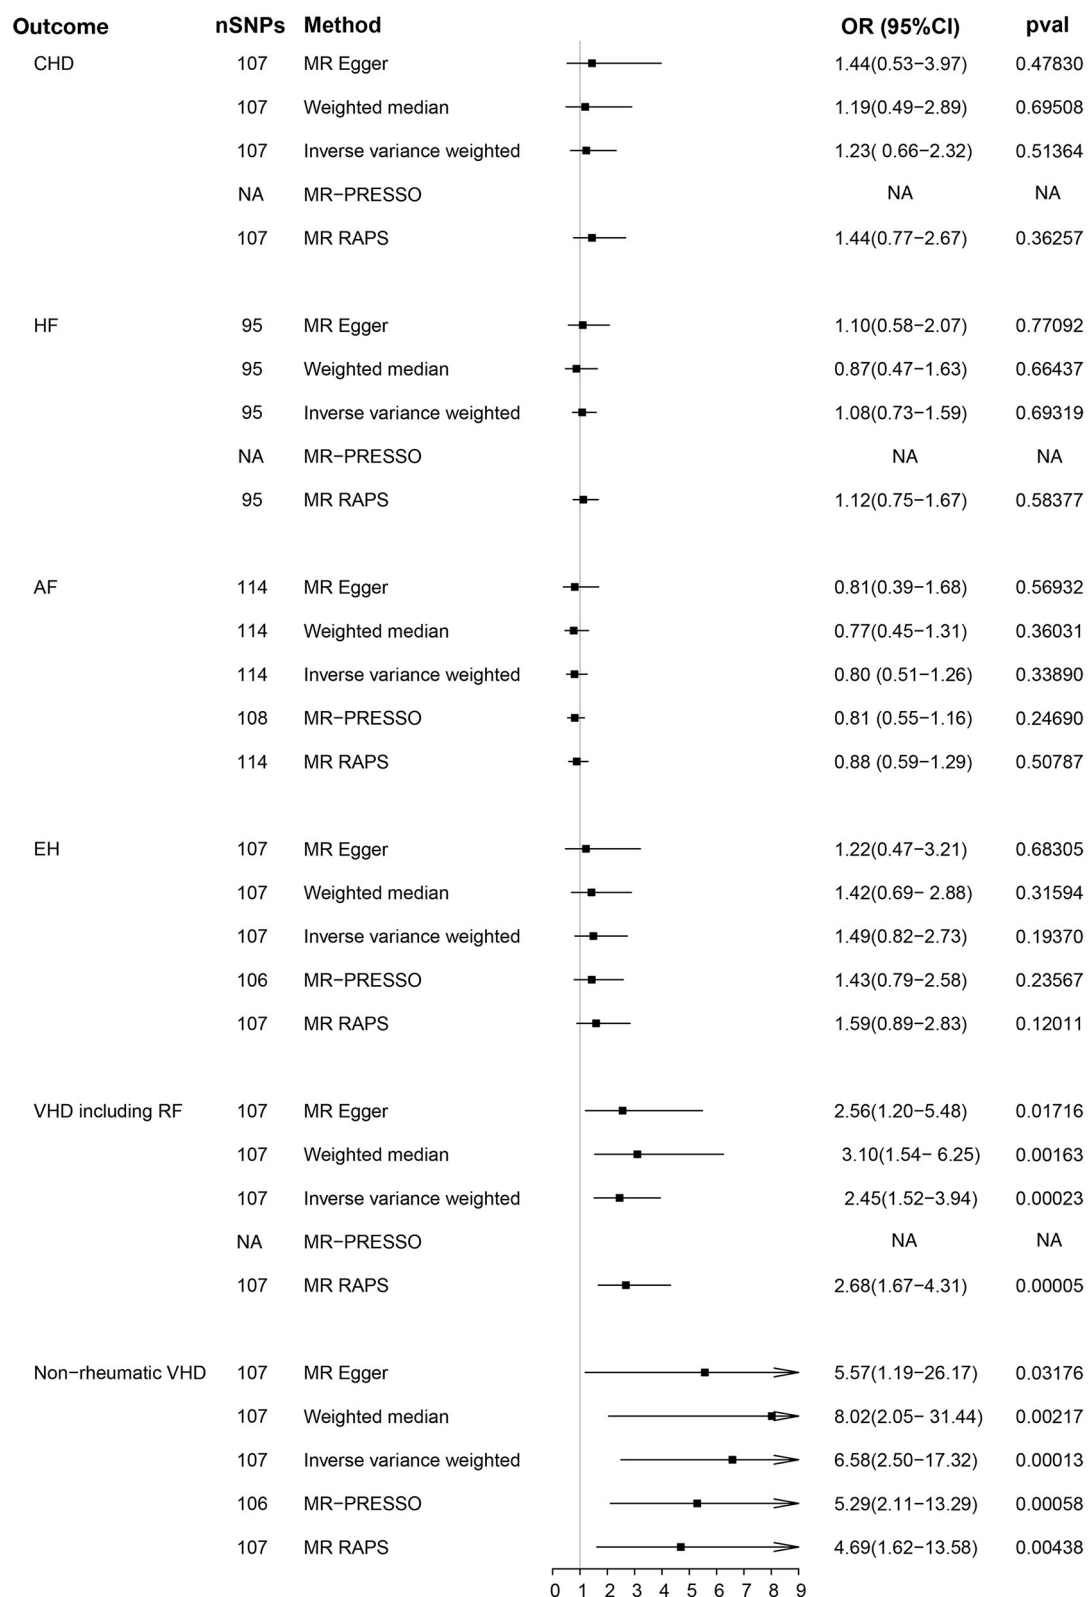 Outcome nSNPs Method OR (95%CI) pval
CHD 107 MR Egger 1.44(0.53−3.97) 0.47830
107 Weighted median 1.19(0.49−2.89) 0.69508
107 Inverse variance weighted 1.23( 0.66−2.32) 0.51364
NA MR−PRESSO NA NA
107 MR RAPS 1.44(0.77−2.67) 0.36257
HF 95 MR Egger 1.10(0.58−2.07) 0.77092
95 Weighted median 0.87(0.47−1.63) 0.66437
95 Inverse variance weighted 1.08(0.73−1.59) 0.69319
NA MR−PRESSO NA NA
95 MR RAPS 1.12(0.75−1.67) 0.58377
AF 114 MR Egger 0.81(0.39−1.68) 0.56932
114 Weighted median 0.77(0.45−1.31) 0.36031
114 Inverse variance weighted 0.80 (0.51−1.26) 0.33890
108 MR−PRESSO 0.81 (0.55−1.16) 0.24690
114 MR RAPS 0.88 (0.59−1.29) 0.50787
EH 107 MR Egger 1.22(0.47−3.21) 0.68305
107 Weighted median 1.42(0.69− 2.88) 0.31594
107 Inverse variance weighted 1.49(0.82−2.73) 0.19370
106 MR−PRESSO 1.43(0.79−2.58) 0.23567
107 MR RAPS 1.59(0.89−2.83) 0.12011
VHD including RF 107 MR Egger 2.56(1.20−5.48) 0.01716
107 Weighted median 3.10(1.54− 6.25) 0.00163
107 Inverse variance weighted 2.45(1.52−3.94) 0.00023
NA MR−PRESSO NA NA
107 MR RAPS 2.68(1.67−4.31) 0.00005
Non−rheumatic VHD 107 MR Egger 5.57(1.19−26.17) 0.03176
107 Weighted median 8.02(2.05− 31.44) 0.00217
107 Inverse variance weighted 6.58(2.50−17.32) 0.00013
106 MR−PRESSO 5.29(2.11−13.29) 0.00058
107 MR RAPS 4.69(1.62−13.58) 0.00438
0 1 2 3 4 5 6 7 8 9